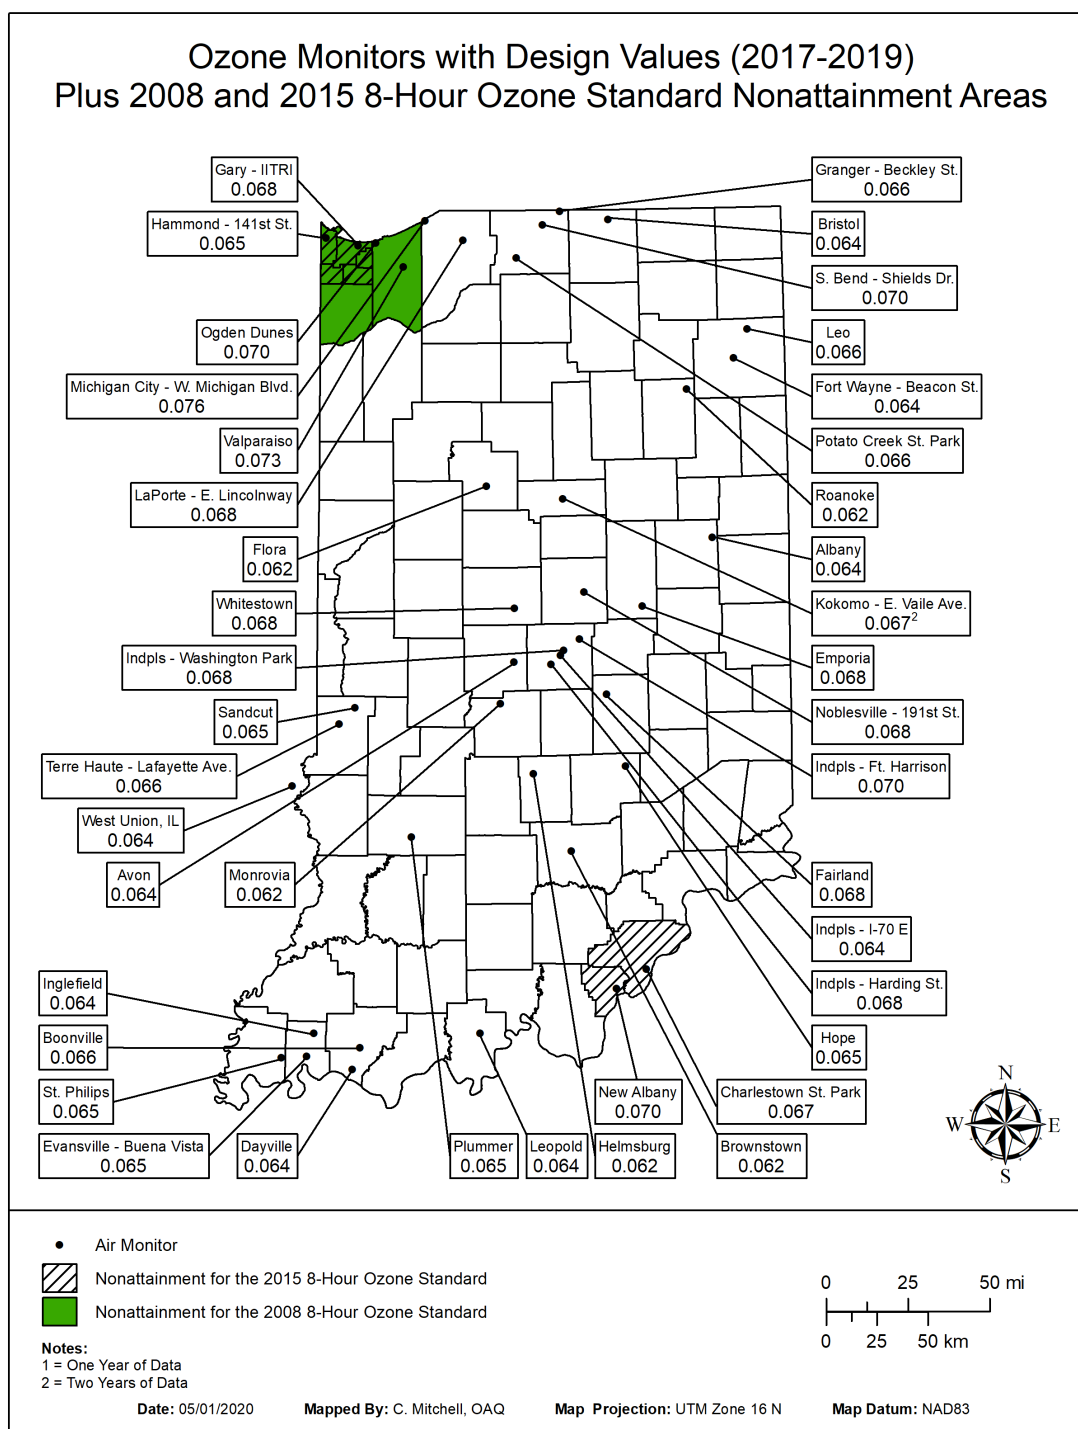 Ozone Monitors with Design Values (2017-2019)
Plus 2008 and 2015 8-Hour Ozone Standard Nonattainment Areas
Gary - IITRI
0.068
Hammond - 141st St.
0.065
Ogden Dunes
0.070
Michigan City - W. Michigan Blvd.
0.076
Valparaiso
0.073
LaPorte - E. Lincolnway
0.068
Flora
0.062
Whitestown
0.068
Indpls - Washington Park
0.068
Sandcut
0.065
Terre Haute - Lafayette Ave.
0.066
West Union, IL
0.064
Avon
0.064
Monrovia
0.062
Inglefield
0.064
Boonville
0.066
St. Philips
0.065
Evansville - Buena Vista
0.065
Dayville
0.064
Plummer
0.065
Leopold
0.064
Helmsburg
0.062
Brownstown
0.062
New Albany
0.070
Charlestown St. Park
0.067
Granger - Beckley St.
0.066
Bristol
0.064
S. Bend - Shields Dr.
0.070
Leo
0.066
Fort Wayne - Beacon St.
0.064
Potato Creek St. Park
0.066
Roanoke
0.062
Albany
0.064
Kokomo - E. Vaile Ave.
0.067²
Emporia
0.068
Noblesville - 191st St.
0.068
Indpls - Ft. Harrison
0.070
Fairland
0.068
Indpls - I-70 E
0.064
Indpls - Harding St.
0.068
Hope
0.065
N
W E
S
Air Monitor
Nonattainment for the 2015 8-Hour Ozone Standard
Nonattainment for the 2008 8-Hour Ozone Standard
0 25 50 mi
0 25 50 km
Notes:
1 = One Year of Data
2 = Two Years of Data
Date: 05/01/2020 Mapped By: C. Mitchell, OAQ Map Projection: UTM Zone 16 N Map Datum: NAD83